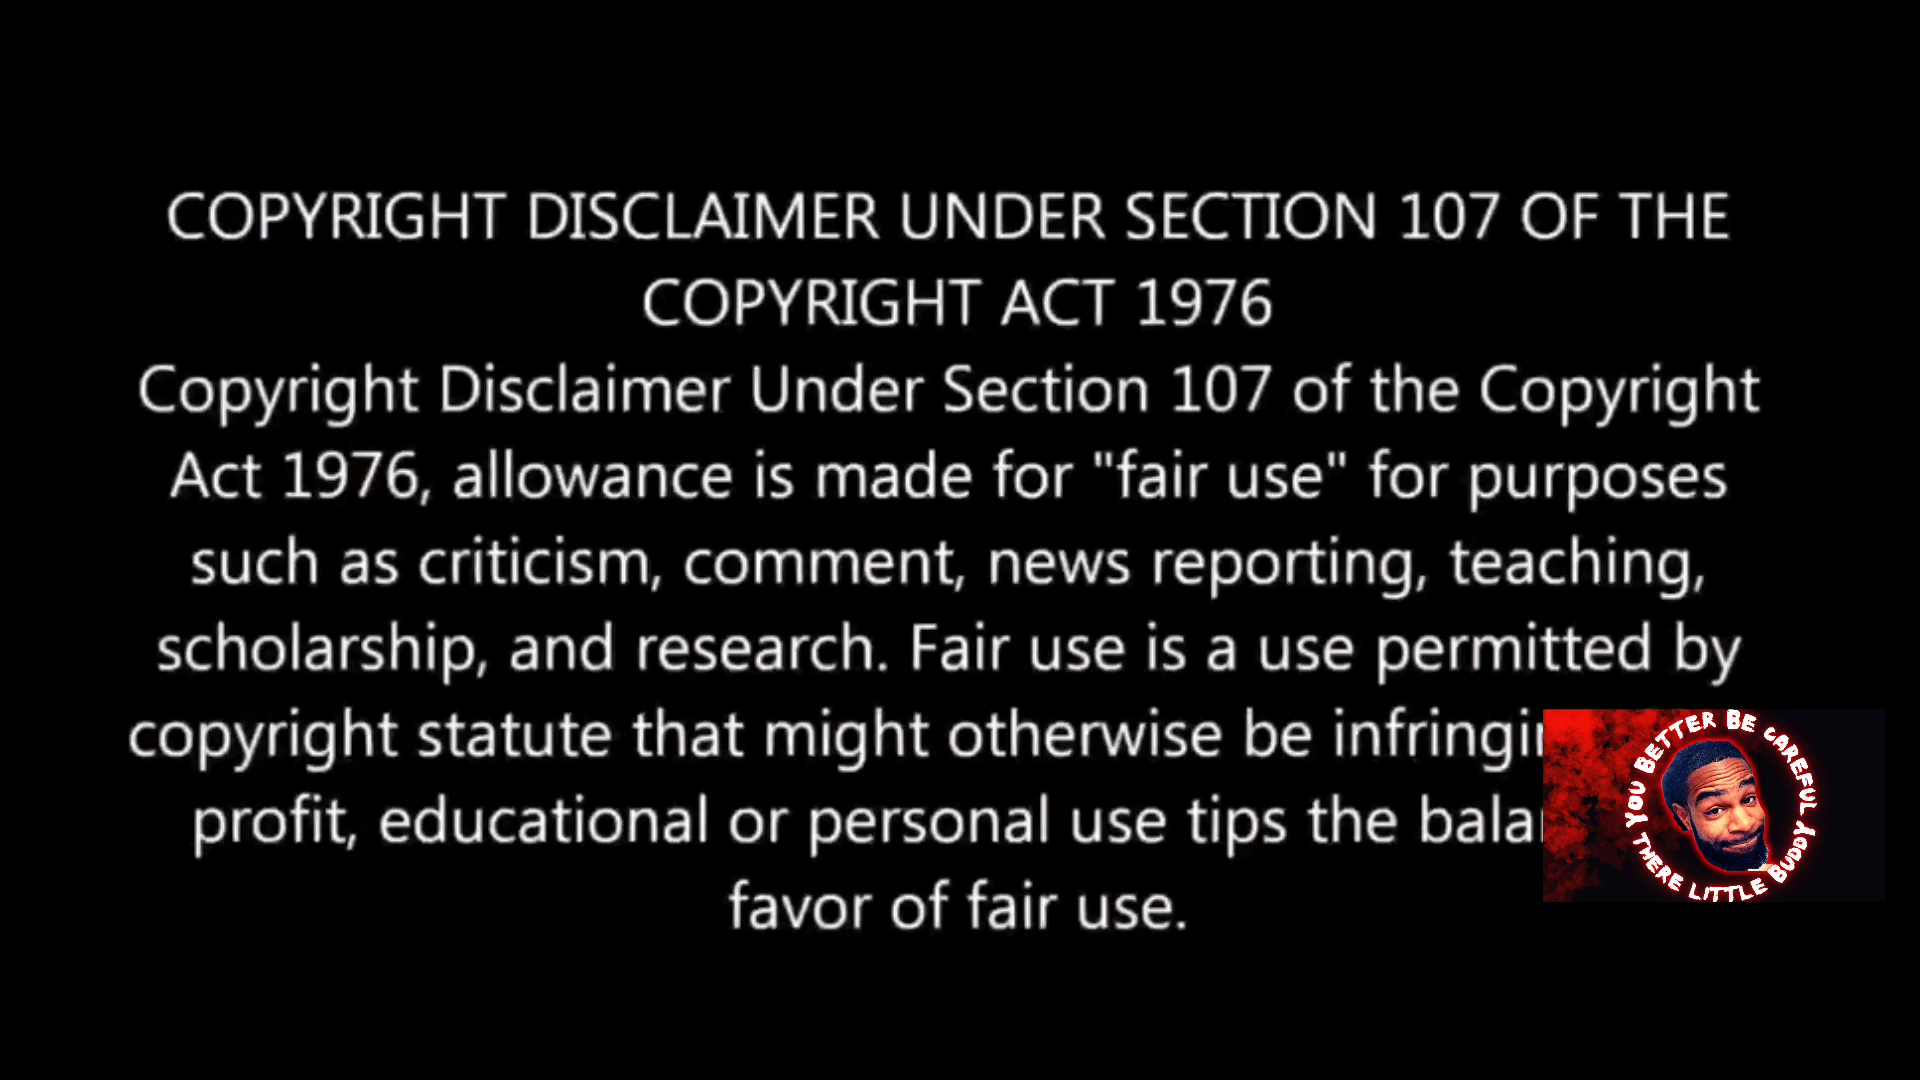 COPYRIGHT DISCLAIMER UNDER SECTION 107 OF THE
COPYRIGHT ACT 1976
Copyright Disclaimer Under Section 107 of the Copyright
Act 1976, allowance is made for "fair use" for purposes
such as criticism, comment, news reporting, teaching,
scholarship, and research. Fair use is a use permitted by
copyright statute that might otherwise be
profit, educational or personal use tips the
favor of fair use.
YOU BETTER BE CAREFUL
THERE LITTLE BUDDY